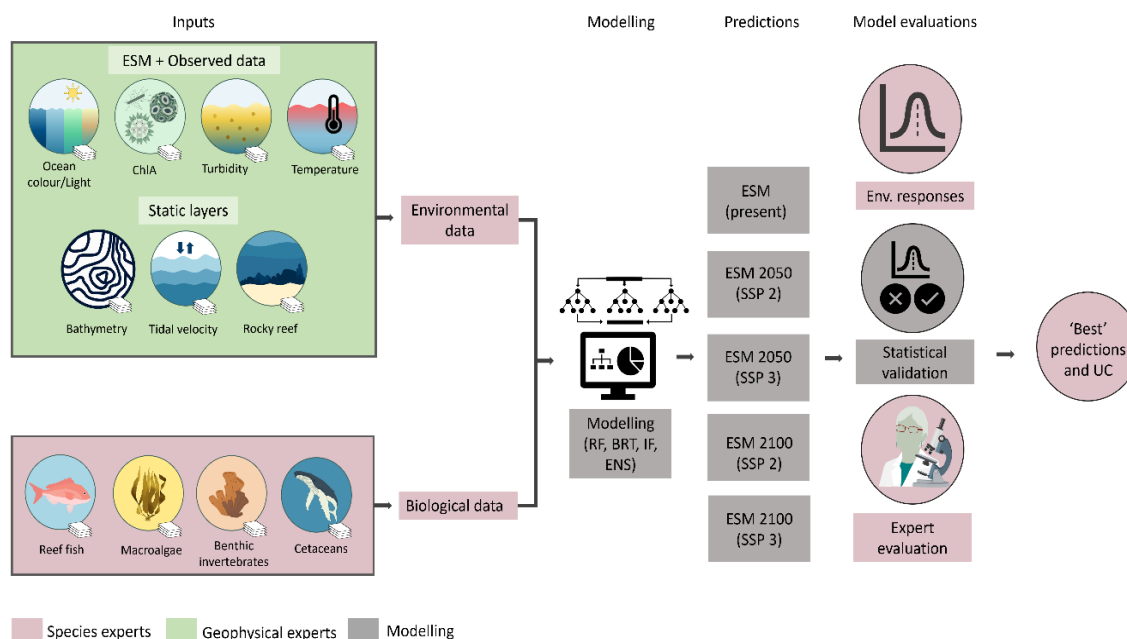 Inputs
Modelling
Predictions
Model evaluations
ESM + Observed data
Ocean
colour/Light
ChlA
Turbidity
Temperature
Static layers
Bathymetry
Tidal velocity
Rocky reef
Environmental
data
Reef fish
Macroalgae
Benthic
invertebrates
Cetaceans
Biological data
Modelling
(RF, BRT, IF,
ENS)
ESM
(present)
ESM 2050
(SSP 2)
ESM 2050
(SSP 3)
ESM 2100
(SSP 2)
ESM 2100
(SSP 3)
Env. responses
Statistical
validation
Expert
evaluation
‘Best’
predictions
and UC
Species experts
Geophysical experts
Modelling